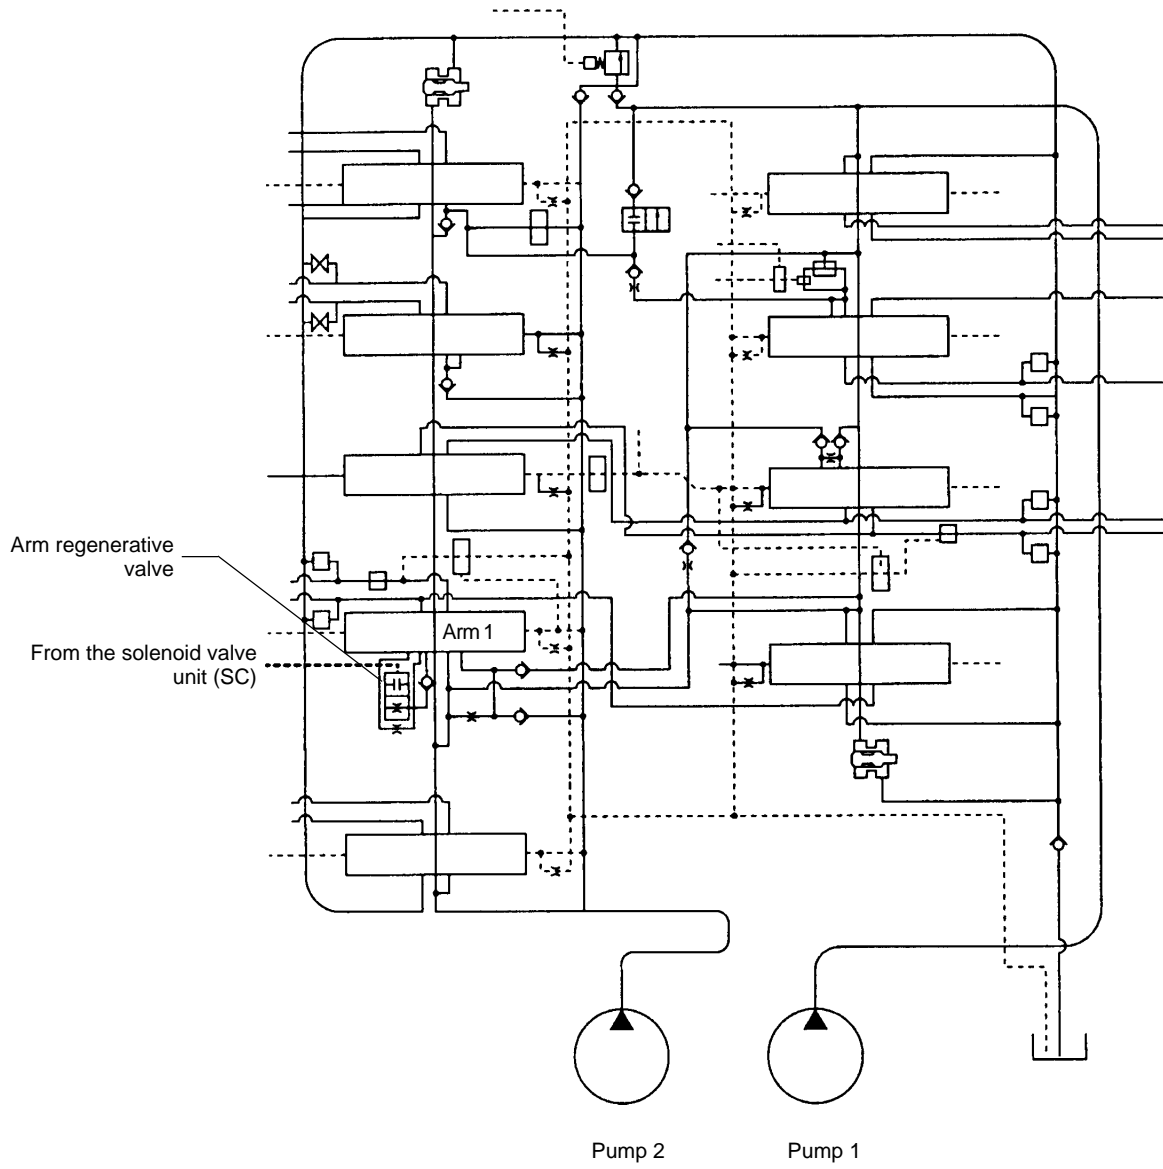 Arm regenerative
valve
Arm 1
From the solenoid valve
unit (SC)
Pump 2
Pump 1